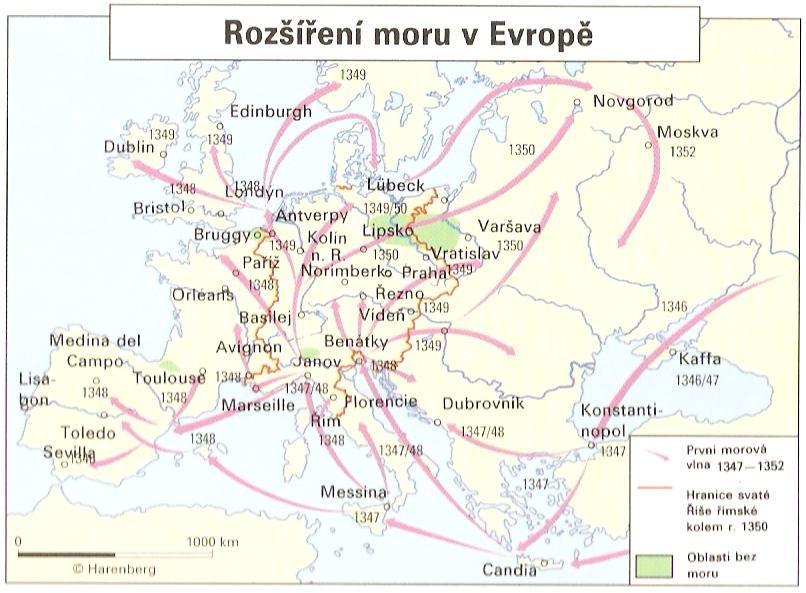 Rozšíření moru v Evropě
1349
Edinburgh
Novgorod
1349
1349
Moskva
1352
Dublin
1350
1348
1348
Londýn
Lübeck
Bristol
Antverpy
1349/50
Bruggy
Kolín
n. R.
Lipsko
Varšava
1350
1349
1350
Vratislav
Paříž
Norimberk
Praha
1349
1348
Orléans
Řezno
1349
1346
Basilej
Vídeň
Medina del
Campo
Avignon
Benátky
1349
Janov
1348
Kaffa
1346/47
Lisa-
bon
Toulouse
1348
1347/48
1348
1348
Marseille
Florencie
Dubrovník
Konstanti-
nopol
Řím
1348
Toledo
1348
1347/48
1347/48
1347
Sevilla
1348
1347
Messina
1347
Candia
První morová
vlna 1347—1352
Hranice svaté
Říše římské
kolem r. 1350
Oblasti bez
moru
0
1000 km
© Harenberg